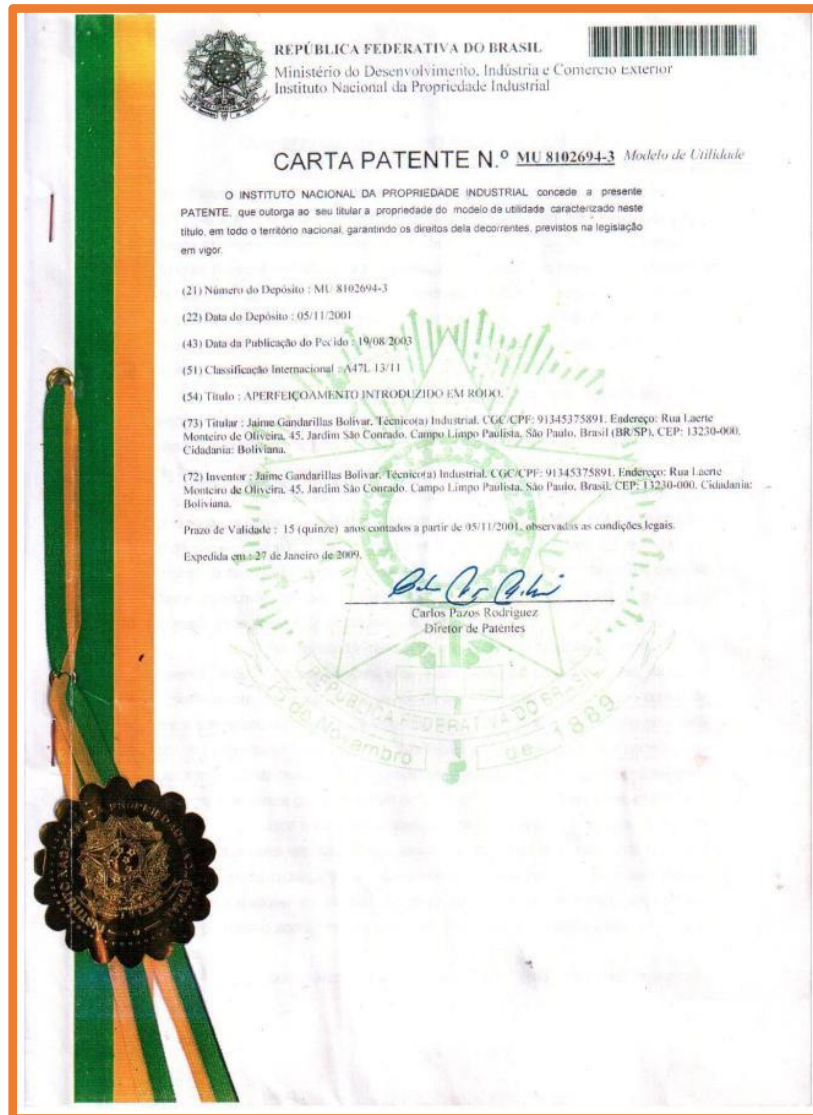 REPÚBLICA FEDERATIVA DO BRASIL
Ministério do Desenvolvimento, Indústria e Comércio Exterior
Instituto Nacional da Propriedade Industrial
CARTA PATENTE N.º MU 8102694-3 Modelo de Utilidade
O INSTITUTO NACIONAL DA PROPRIEDADE INDUSTRIAL concede a presente
PATENTE, que outorga ao seu titular a propriedade do modelo de utilidade caracterizado neste
título, em todo o território nacional, garantindo os direitos dela decorrentes, previstos na legislação
em vigor.
(21) Número do Depósito : MU 8102694-3
(22) Data do Depósito : 05/11/2001
(43) Data da Publicação do Pedido : 19/08/2003
(51) Classificação Internacional : A47L 13/11
(54) Título : APERFEIÇOAMENTO INTRODUZIDO EM RODO.
(73) Titular : Jaime Gandarillas Bolivar, Técnico(a) Industrial. CGC/CPF: 91345375891. Endereço: Rua Laerte
Monteiro de Oliveira, 45, Jardim São Conrado, Campo Limpo Paulista, São Paulo, Brasil (BR/SP), CEP: 13230-000.
Cidadania: Boliviana.
(72) Inventor : Jaime Gandarillas Bolivar, Técnico(a) Industrial. CGC/CPF: 91345375891. Endereço: Rua Laerte
Monteiro de Oliveira, 45, Jardim São Conrado, Campo Limpo Paulista, São Paulo, Brasil. CEP: 13230-000. Cidadania:
Boliviana.
Prazo de Validade : 15 (quinze) anos contados a partir de 05/11/2001, observadas as condições legais.
Expedida em : 27 de Janeiro de 2009.
Carlos Pazos Rodriguez
Diretor de Patentes
REPUBLICA FEDERATIVA DO BRASIL
15 de Novembro de 1889